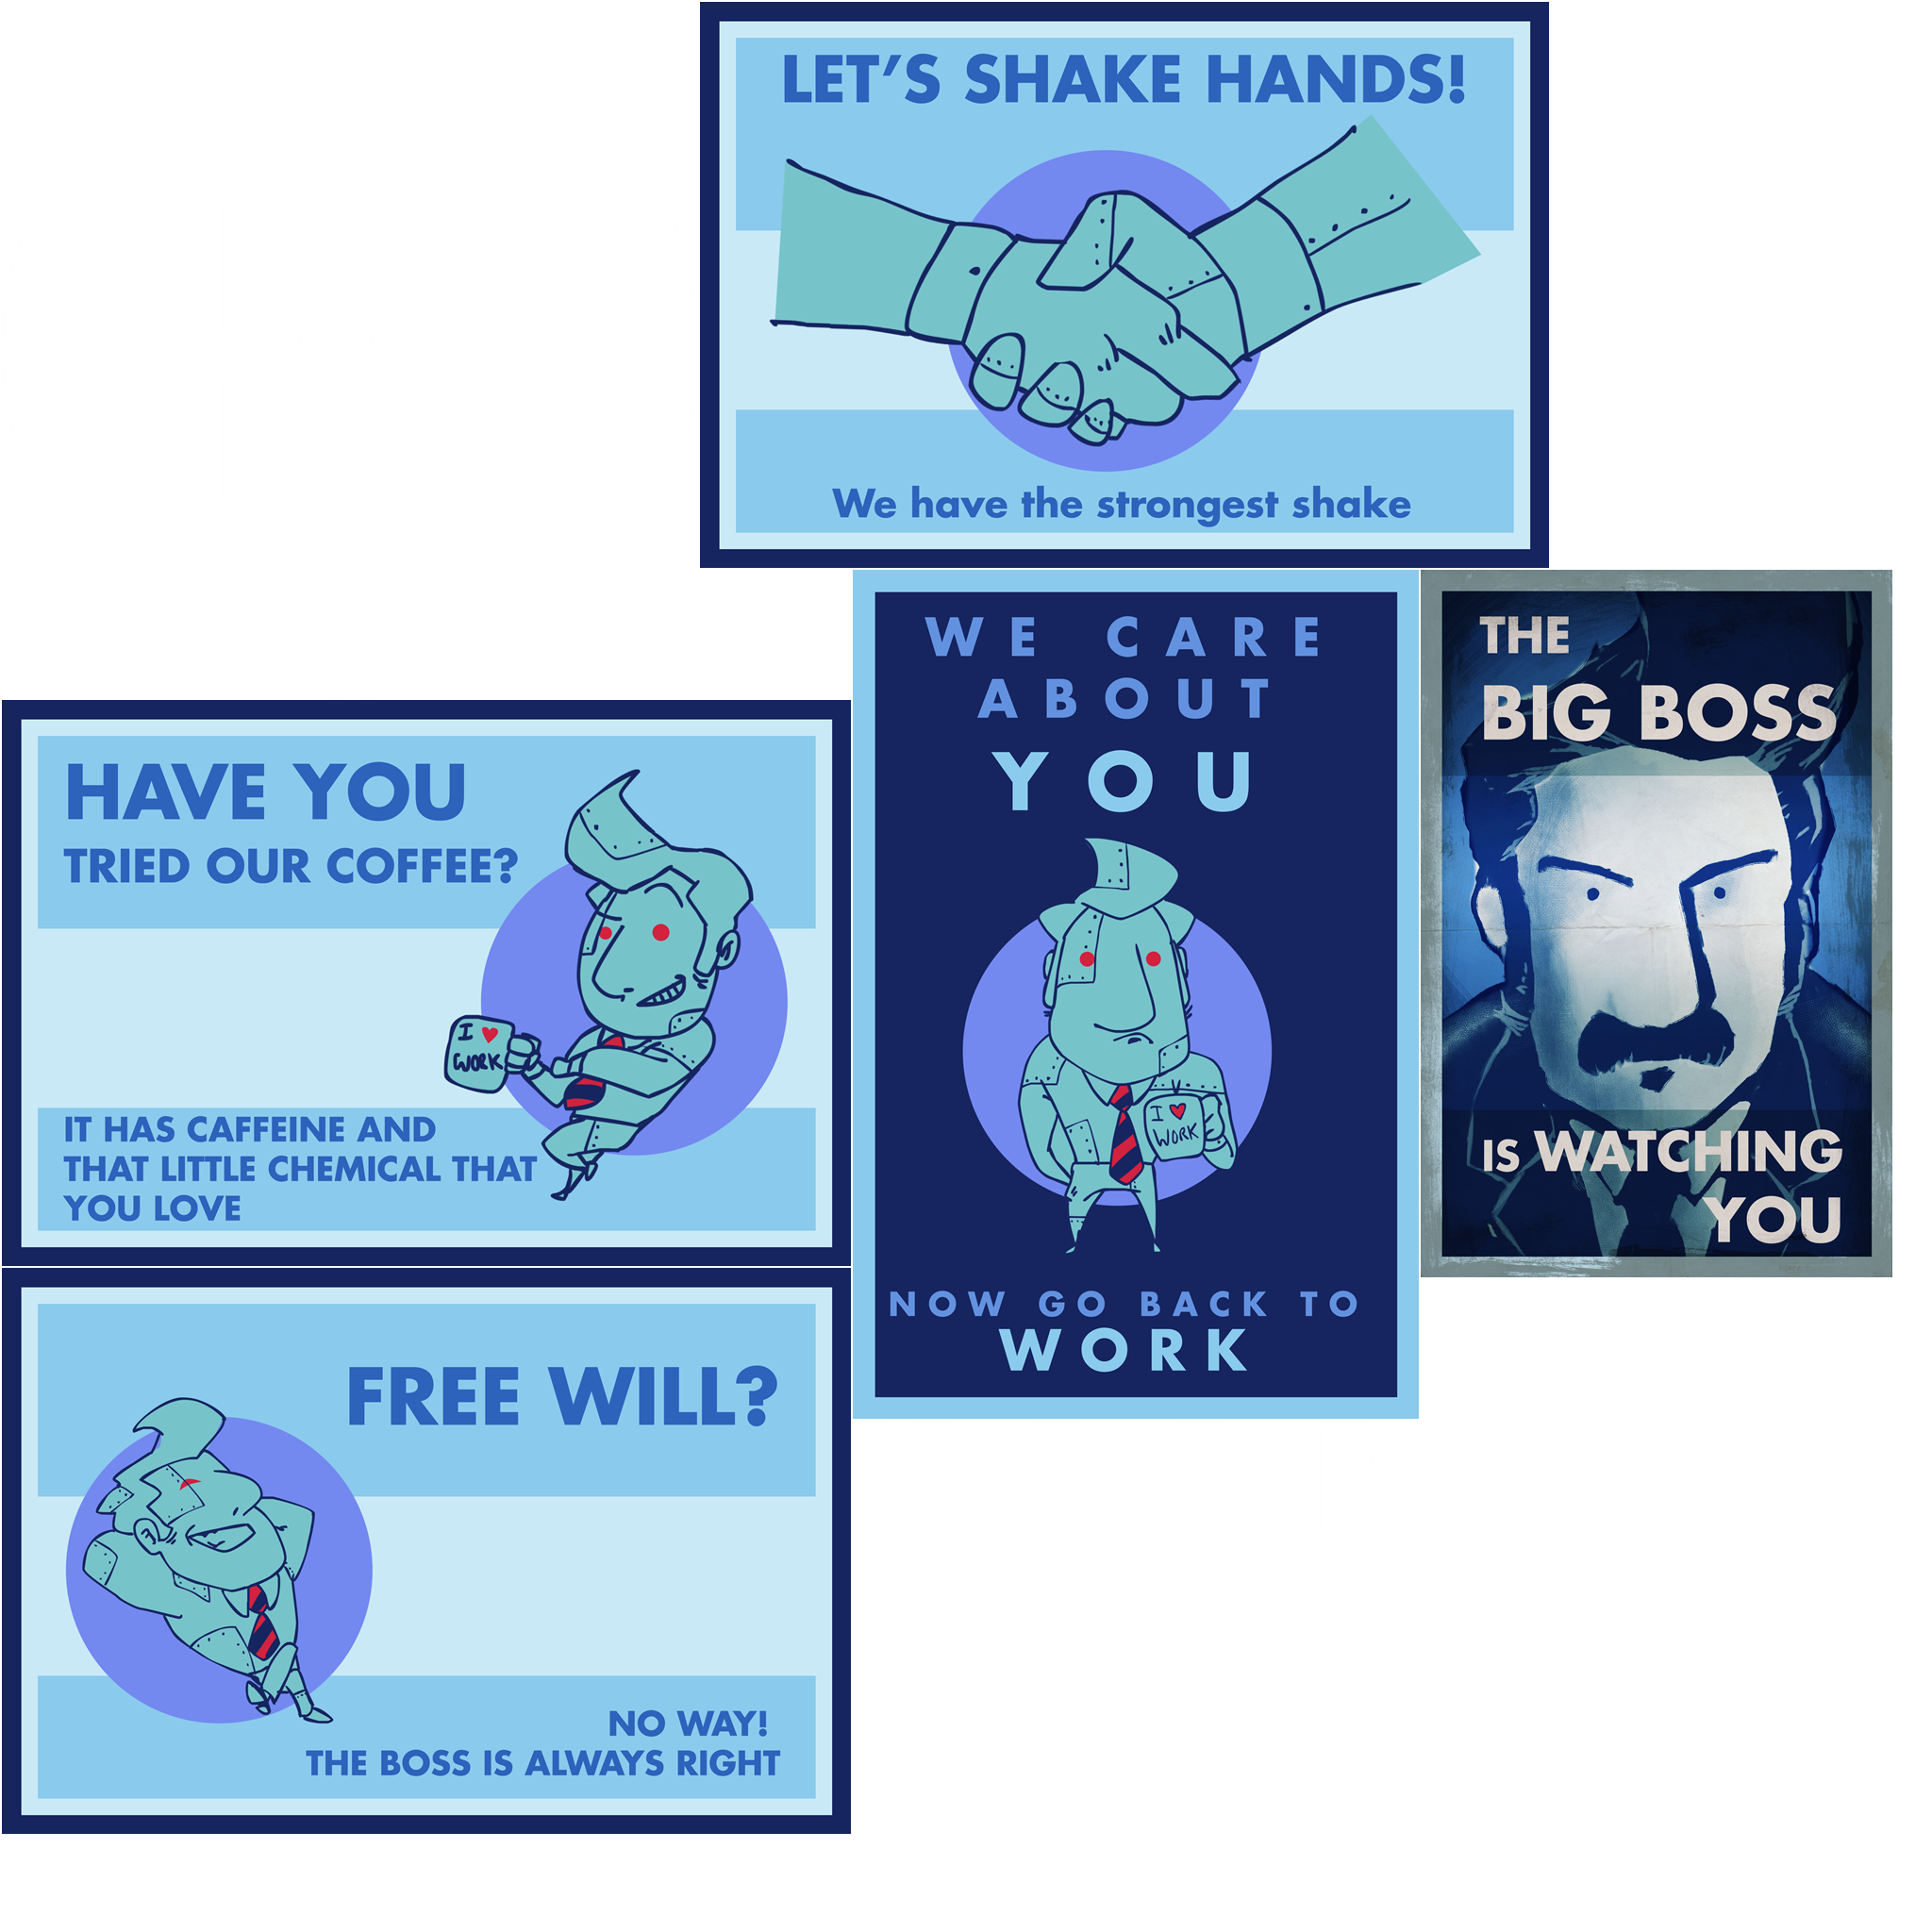 LET'S SHAKE HANDS!
We have the strongest shake
HAVE YOU
TRIED OUR COFFEE?
I ♥
WORK
IT HAS CAFFEINE AND
THAT LITTLE CHEMICAL THAT
YOU LOVE
WE CARE
ABOUT
YOU
I ♥
WORK
NOW GO BACK TO
WORK
THE
BIG BOSS
IS WATCHING
YOU
FREE WILL?
NO WAY!
THE BOSS IS ALWAYS RIGHT